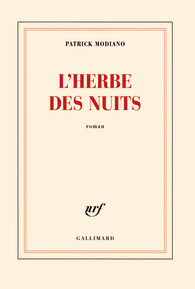 PATRICK MODIANO
L'HERBE
DES NUITS
roman
nrf
GALLIMARD